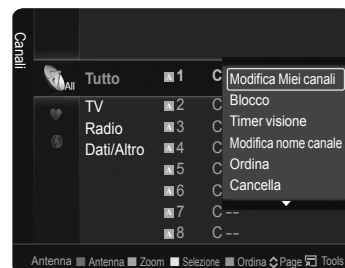 Canali
All Tutto A 1 C Modifica Miei canali
TV A 2 C Blocco
Radio A 3 C Timer visione
Dati/Altro A 4 C Modifica nome canale
A 5 C Ordina
A 6 C Cancella
A 7 C --
A 8 C --
Antenna Antenna Zoom Selezione Ordina Page Tools